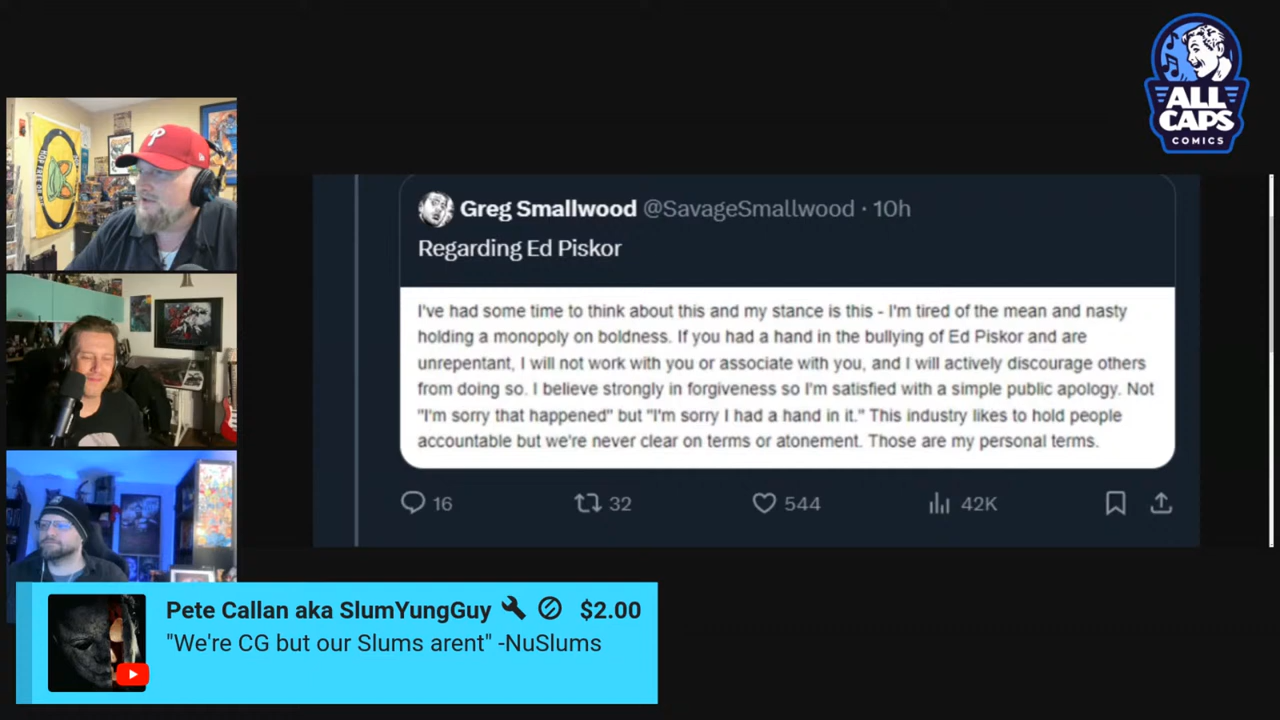 ALL
CAPS
COMICS
P
Greg Smallwood @SavageSmallwood · 10h
Regarding Ed Piskor
I've had some time to think about this and my stance is this - I'm tired of the mean and nasty
holding a monopoly on boldness. If you had a hand in the bullying of Ed Piskor and are
unrepentant, I will not work with you or associate with you, and I will actively discourage others
from doing so. I believe strongly in forgiveness so I'm satisfied with a simple public apology. Not
"I'm sorry that happened" but "I'm sorry I had a hand in it." This industry likes to hold people
accountable but we're never clear on terms or atonement. Those are my personal terms.
16 32 544 42K
Pete Callan aka SlumYungGuy $2.00
"We're CG but our Slums arent" -NuSlums